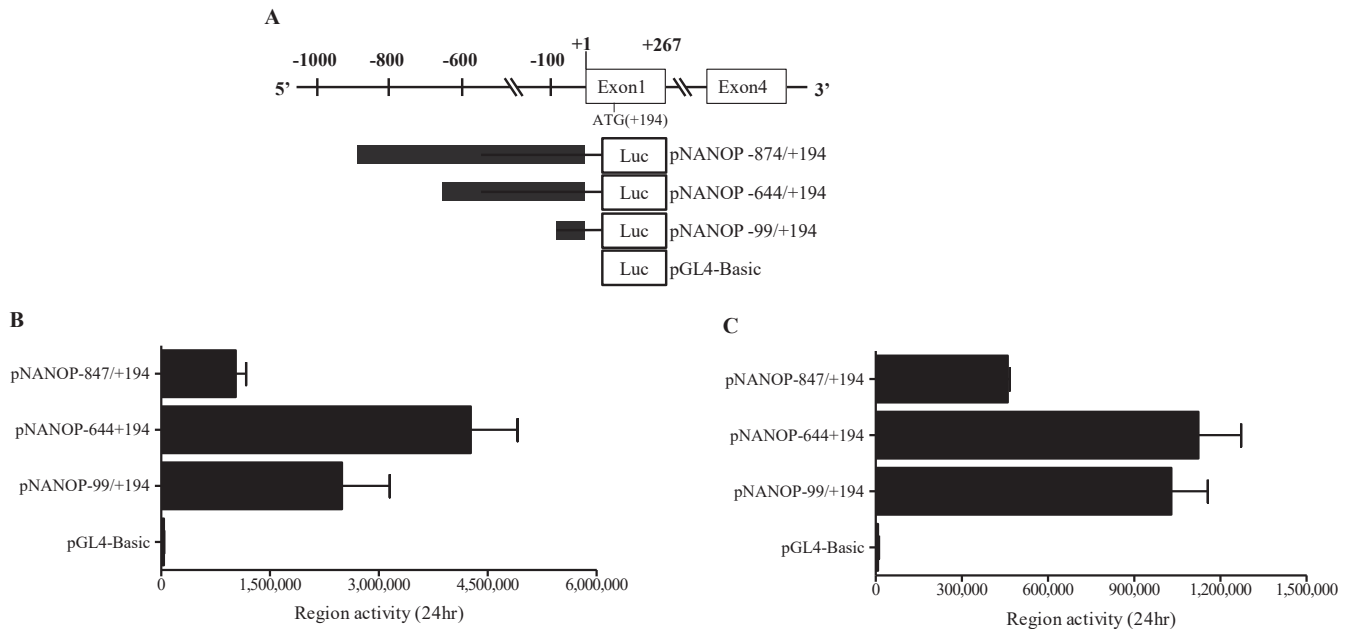 A
+1 +267
-1000 -800 -600 -100
5’ Exon1 Exon4 3’
ATG(+194)
Luc pNANOP -874/+194
Luc pNANOP -644/+194
Luc pNANOP -99/+194
Luc pGL4-Basic
B
pNANOP-847/+194
pNANOP-644+194
pNANOP-99/+194
pGL4-Basic
0 1,500,000 3,000,000 4,500,000 6,000,000
Region activity (24hr)
C
pNANOP-847/+194
pNANOP-644+194
pNANOP-99/+194
pGL4-Basic
0 300,000 600,000 900,000 1,200,000 1,500,000
Region activity (24hr)